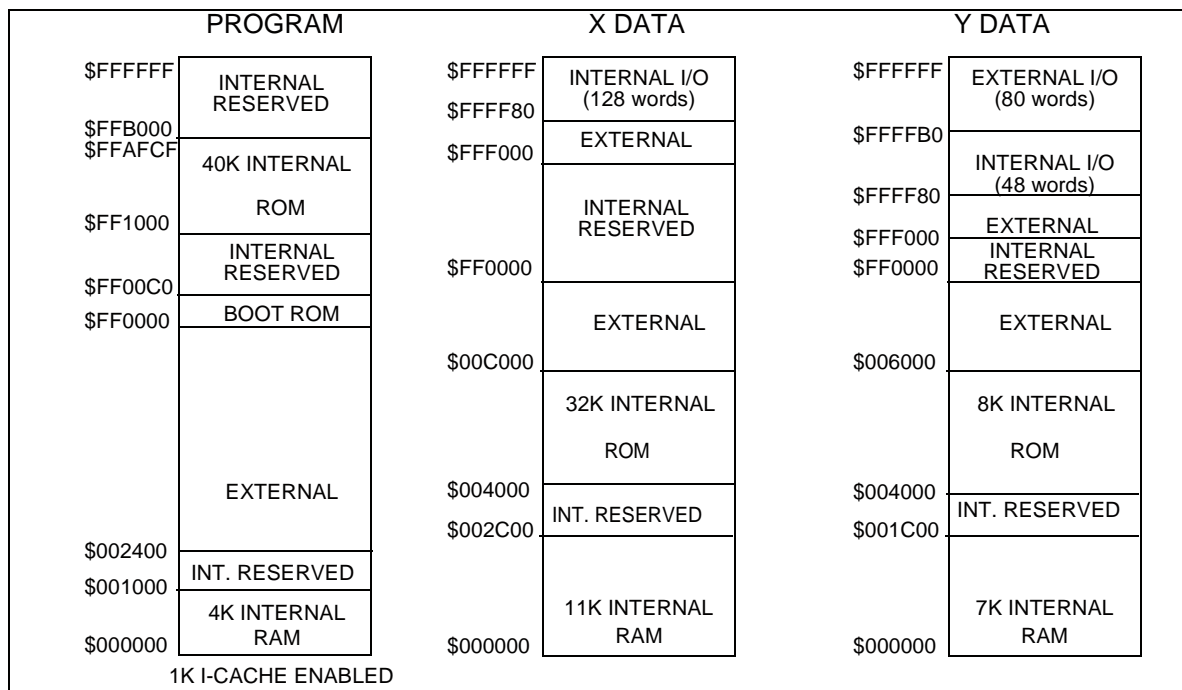 PROGRAM
$FFFFFF
INTERNAL
RESERVED
$FFB000
$FFAFCF
40K INTERNAL
ROM
$FF1000
INTERNAL
RESERVED
$FF00C0
BOOT ROM
$FF0000
EXTERNAL
$002400
INT. RESERVED
$001000
4K INTERNAL
RAM
$000000
1K I-CACHE ENABLED
X DATA
$FFFFFF
INTERNAL I/O
(128 words)
$FFFF80
EXTERNAL
$FFF000
INTERNAL
RESERVED
$FF0000
EXTERNAL
$00C000
32K INTERNAL
ROM
$004000
INT. RESERVED
$002C00
11K INTERNAL
RAM
$000000
Y DATA
$FFFFFF
EXTERNAL I/O
(80 words)
$FFFFB0
INTERNAL I/O
(48 words)
$FFFF80
EXTERNAL
$FFF000
INTERNAL
RESERVED
$FF0000
EXTERNAL
$006000
8K INTERNAL
ROM
$004000
INT. RESERVED
$001C00
7K INTERNAL
RAM
$000000